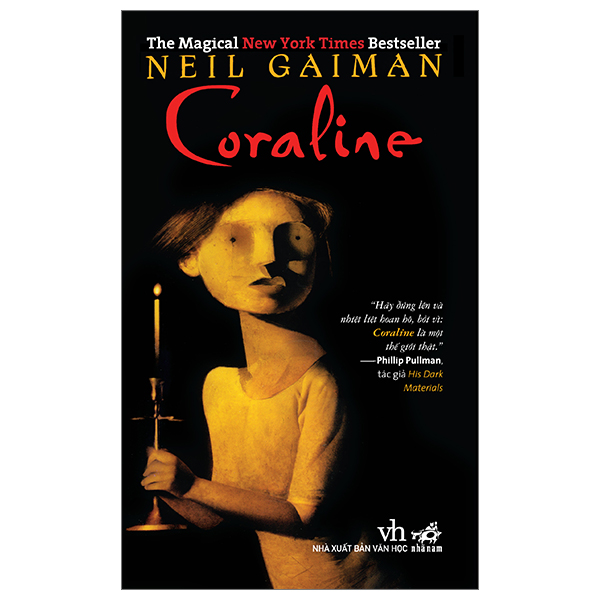 The Magical New York Times Bestseller
NEIL GAIMAN
Coraline
“Hãy đứng lên và
nhiệt liệt hoan hô, bởi vì:
Coraline là một
thế giới thật.”
—Phillip Pullman,
tác giả His Dark
Materials
vh
NHÀ XUẤT BẢN VĂN HỌC
nhã nam